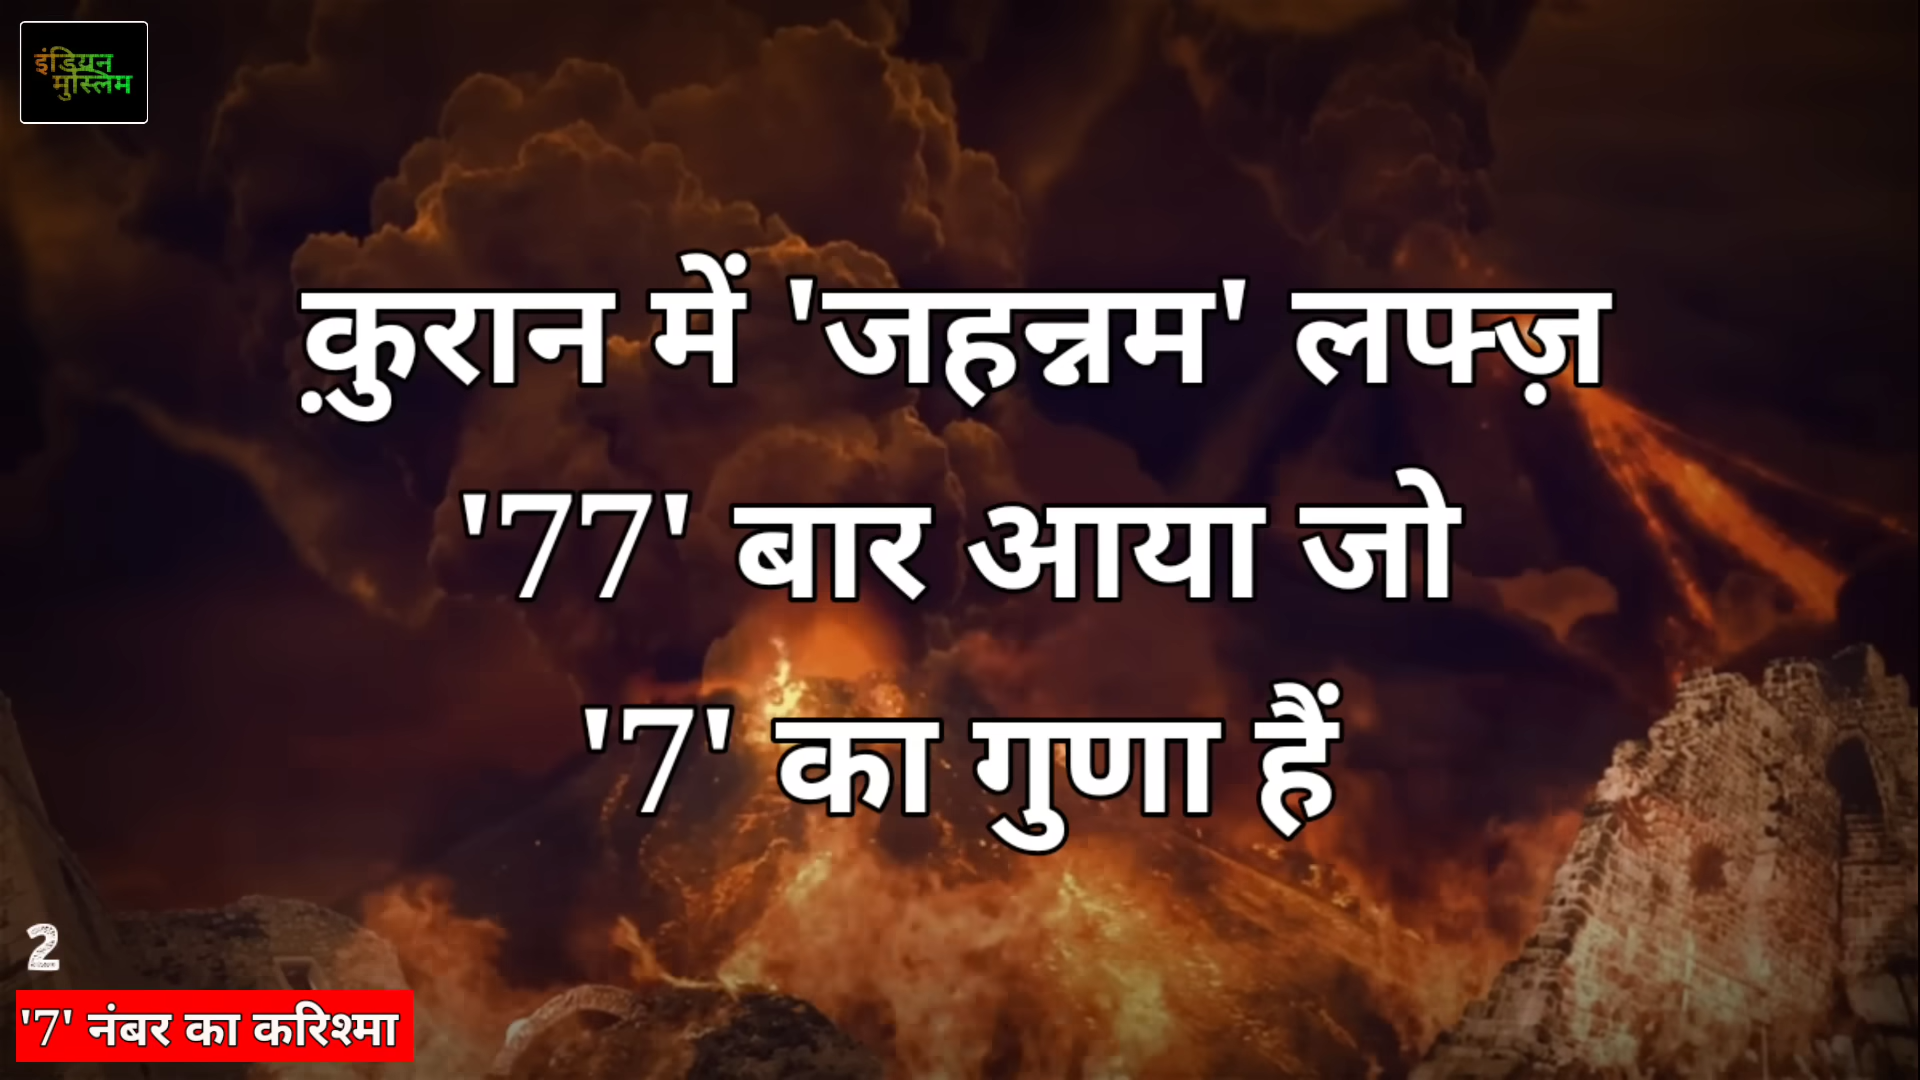 इंडियन
मुस्लिम
क़ुरान में 'जहन्नम' लफ्ज़
'77' बार आया जो
'7' का गुणा हैं
2
'7' नंबर का करिश्मा